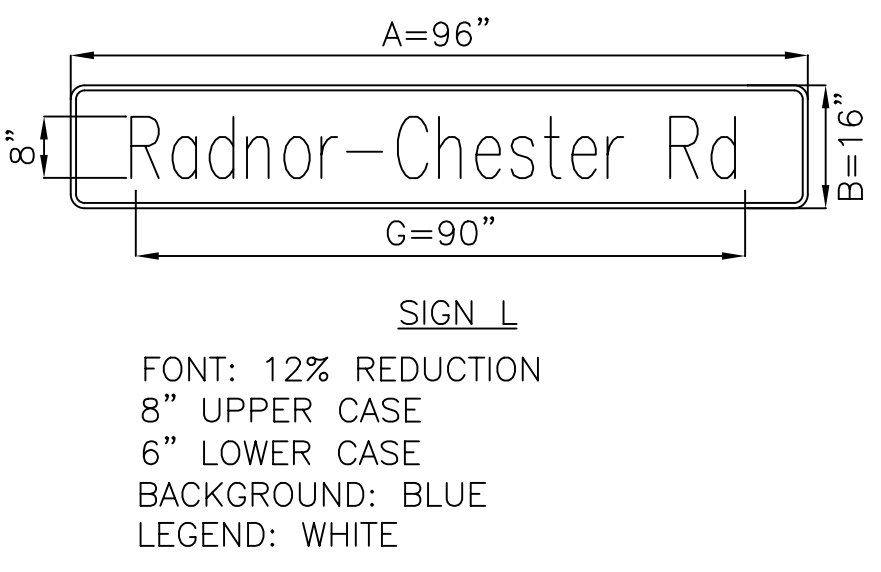 A=96”
8”
Radnor-Chester Rd
B=16”
G=90”
SIGN L
FONT: 12% REDUCTION
8” UPPER CASE
6” LOWER CASE
BACKGROUND: BLUE
LEGEND: WHITE